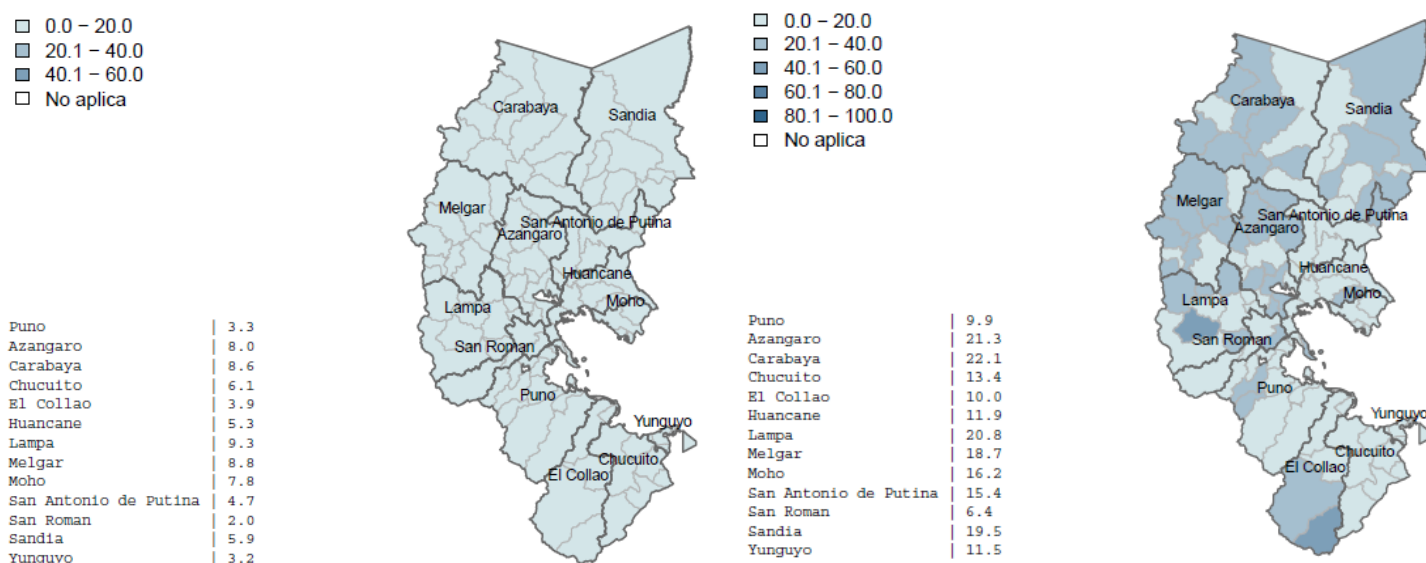 0.0 – 20.0
20.1 – 40.0
40.1 – 60.0
No aplica
Carabaya
Sandia
Melgar
San Antonio de Putina
Azangaro
Huancane
Moho
Lampa
San Roman
Puno
Yunguyo
Chucuito
El Collao
Puno | 3.3
Azangaro | 8.0
Carabaya | 8.6
Chucuito | 6.1
El Collao | 3.9
Huancane | 5.3
Lampa | 9.3
Melgar | 8.8
Moho | 7.8
San Antonio de Putina | 4.7
San Roman | 2.0
Sandia | 5.9
Yunguyo | 3.2
0.0 – 20.0
20.1 – 40.0
40.1 – 60.0
60.1 – 80.0
80.1 – 100.0
No aplica
Carabaya
Sandia
Melgar
San Antonio de Putina
Azangaro
Huancane
Moho
Lampa
San Roman
Puno
Yunguyo
Chucuito
El Collao
Puno | 9.9
Azangaro | 21.3
Carabaya | 22.1
Chucuito | 13.4
El Collao | 10.0
Huancane | 11.9
Lampa | 20.8
Melgar | 18.7
Moho | 16.2
San Antonio de Putina | 15.4
San Roman | 6.4
Sandia | 19.5
Yunguyo | 11.5